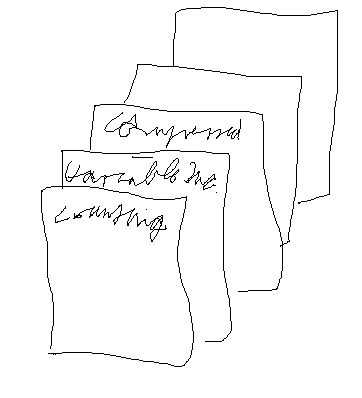 Compressed
Variable Inc.
Counting